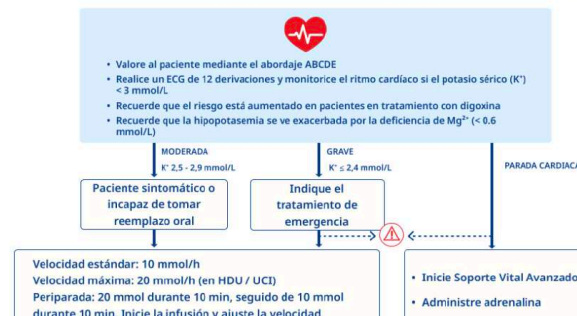 • Valore al paciente mediante el abordaje ABCDE
• Realice un ECG de 12 derivaciones y monitorice el ritmo cardíaco si el potasio sérico (K⁺)
< 3 mmol/L
• Recuerde que el riesgo está aumentado en pacientes en tratamiento con digoxina
• Recuerde que la hipopotasemia se ve exacerbada por la deficiencia de Mg²⁺ (< 0.6
mmol/L)
MODERADA
K⁺ 2,5 - 2,9 mmol/L
GRAVE
K⁺ ≤ 2,4 mmol/L
PARADA CARDIACA
Paciente sintomático o
incapaz de tomar
reemplazo oral
Indique el
tratamiento de
emergencia
Velocidad estándar: 10 mmol/h
Velocidad máxima: 20 mmol/h (en HDU / UCI)
Periparada: 20 mmol durante 10 min, seguido de 10 mmol
durante 10 min. Inicie la infusión y ajuste la velocidad
• Inicie Soporte Vital Avanzado
• Administre adrenalina